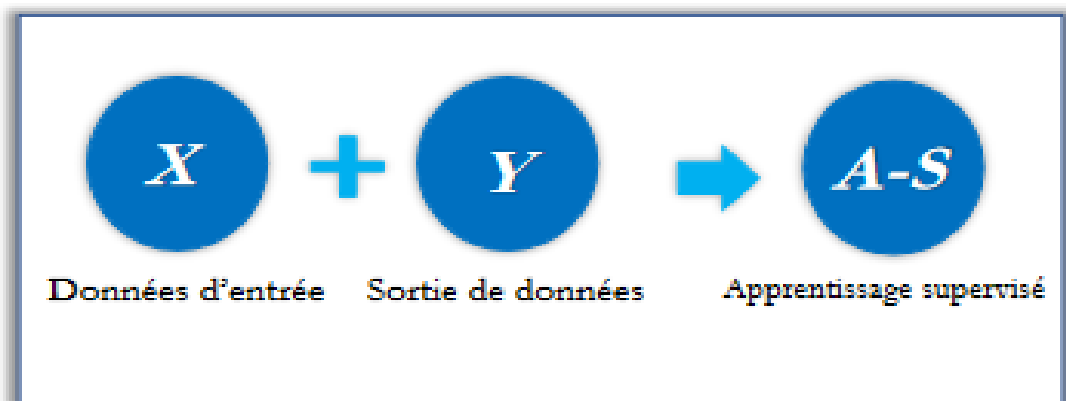 X + Y A-S
Données d'entrée Sortie de données Apprentissage supervisé